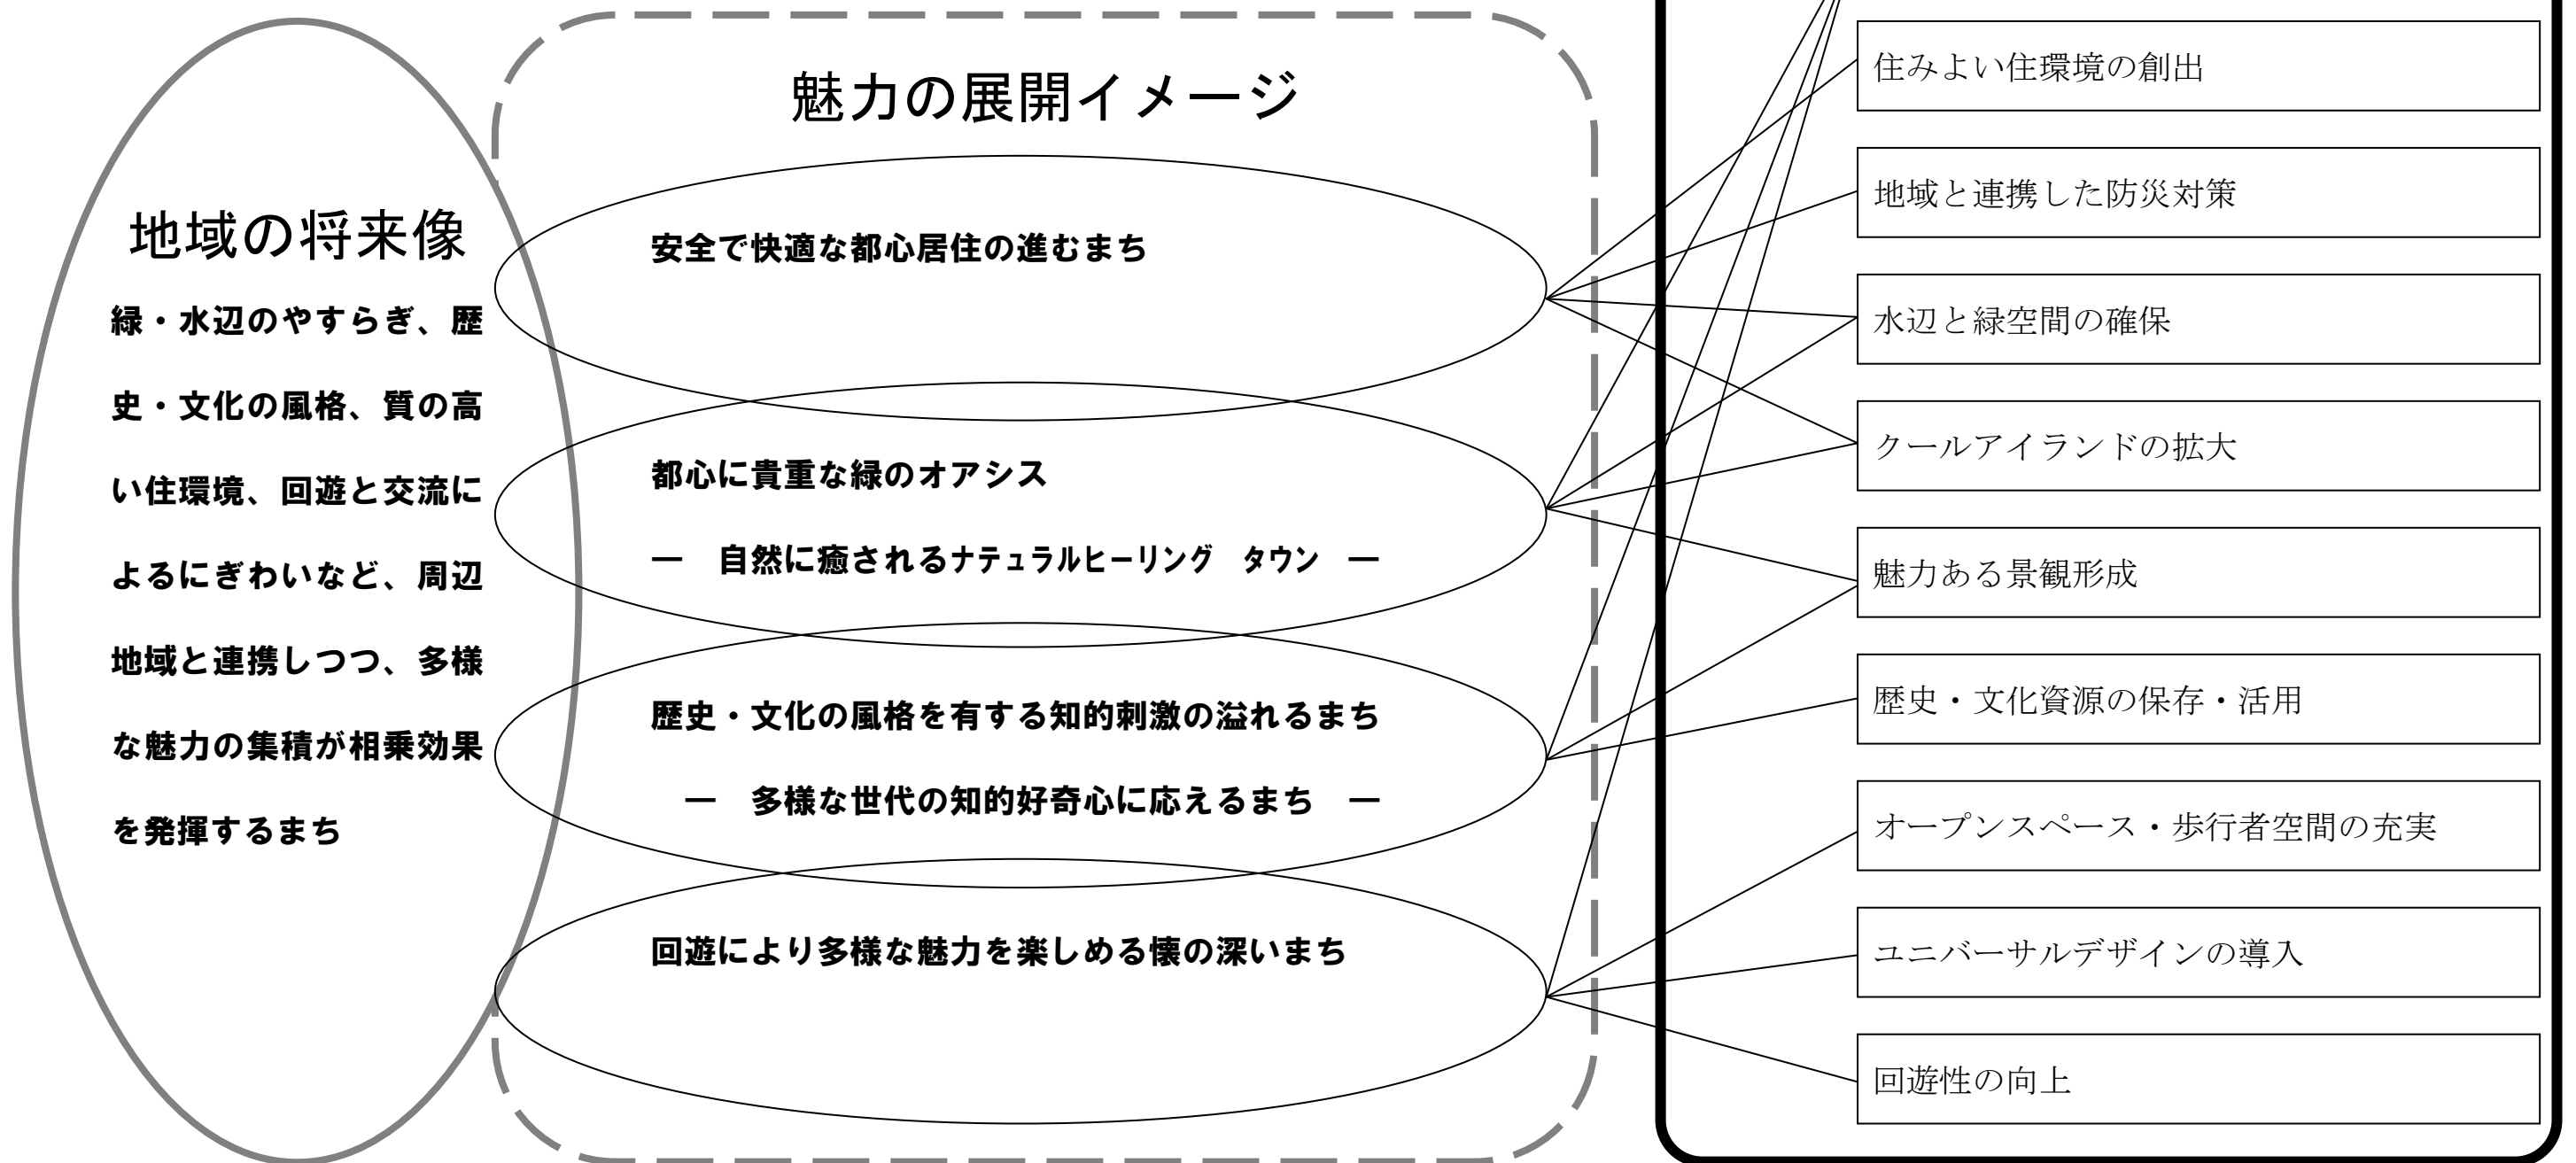 地域の将来像
緑・水辺のやすらぎ、歴
史・文化の風格、質の高
い住環境、回遊と交流に
よるにぎわいなど、周辺
地域と連携しつつ、多様
な魅力の集積が相乗効果
を発揮するまち
魅力の展開イメージ
安全で快適な都心居住の進むまち
都心に貴重な緑のオアシス
―　自然に癒されるナテュラルヒーリング　タウン　―
歴史・文化の風格を有する知的刺激の溢れるまち
―　多様な世代の知的好奇心に応えるまち　―
回遊により多様な魅力を楽しめる懐の深いまち
住みよい住環境の創出
地域と連携した防災対策
水辺と緑空間の確保
クールアイランドの拡大
魅力ある景観形成
歴史・文化資源の保存・活用
オープンスペース・歩行者空間の充実
ユニバーサルデザインの導入
回遊性の向上